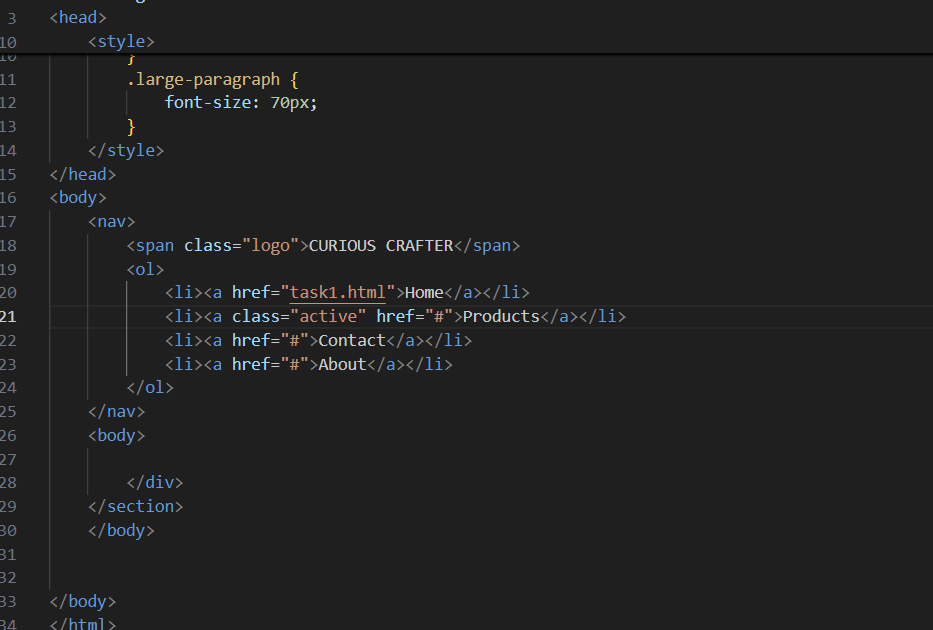 3 <head>
10 <style>
10 }
11 .large-paragraph {
12 font-size: 70px;
13 }
14 </style>
15 </head>
16 <body>
17 <nav>
18 <span class="logo">CURIOUS CRAFTER</span>
19 <ol>
20 <li><a href="task1.html">Home</a></li>
21 <li><a class="active" href="#">Products</a></li>
22 <li><a href="#">Contact</a></li>
23 <li><a href="#">About</a></li>
24 </ol>
25 </nav>
26 <body>
27
28 </div>
29 </section>
30 </body>
31
32
33 </body>
34 </html>